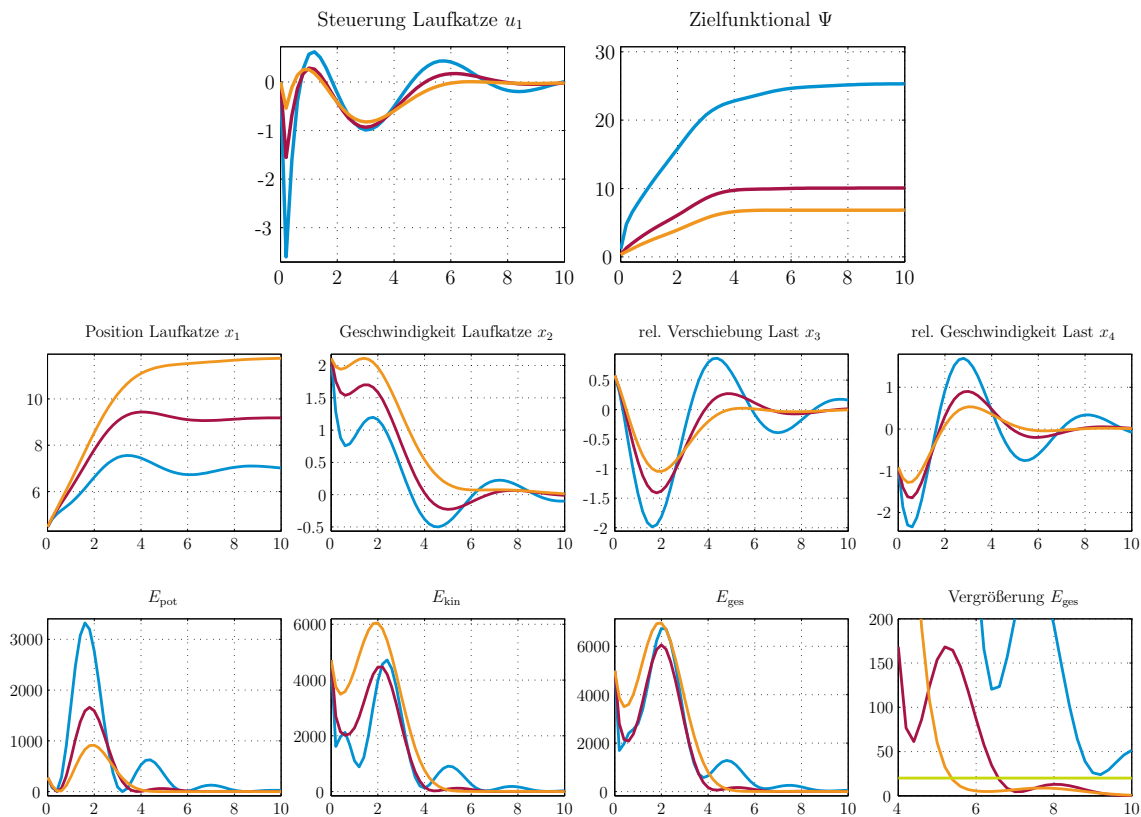 Steuerung Laufkatze u₁
Zielfunktional Ψ
0
-1
-2
-3
0 2 4 6 8 10
30
20
10
0
0 2 4 6 8 10
Position Laufkatze x₁
Geschwindigkeit Laufkatze x₂
rel. Verschiebung Last x₃
rel. Geschwindigkeit Last x₄
10
8
6
0 2 4 6 8 10
2
1.5
1
0.5
0
-0.5
0 2 4 6 8 10
0.5
0
-0.5
-1
-1.5
-2
0 2 4 6 8 10
1
0
-1
-2
0 2 4 6 8 10
E_pot
E_kin
E_ges
Vergrößerung E_ges
3000
2000
1000
0
0 2 4 6 8 10
6000
4000
2000
0
0 2 4 6 8 10
6000
4000
2000
0
0 2 4 6 8 10
200
150
100
50
0
4 6 8 10